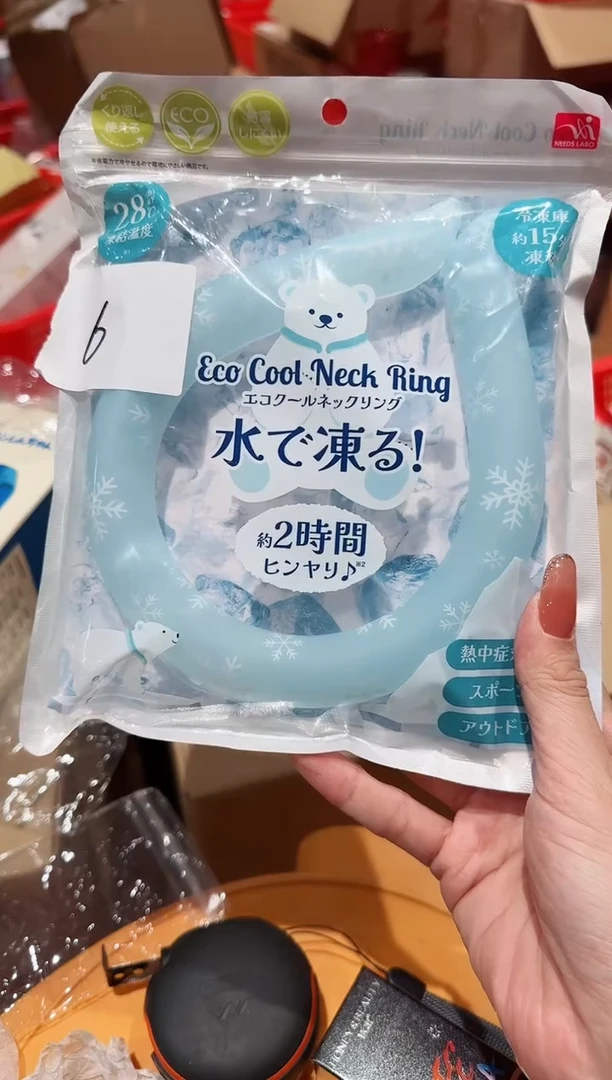 くり返し
使える
ECO
結露
しにくい
Eco Cool Neck Ring
NEEDS LABO
28
凍結温度
冷凍庫
約15分
凍結
6
Eco Cool Neck Ring
エコクールネックリング
水で凍る!
約2時間
ヒンヤリ♪※2
熱中症
スポー
アウトド